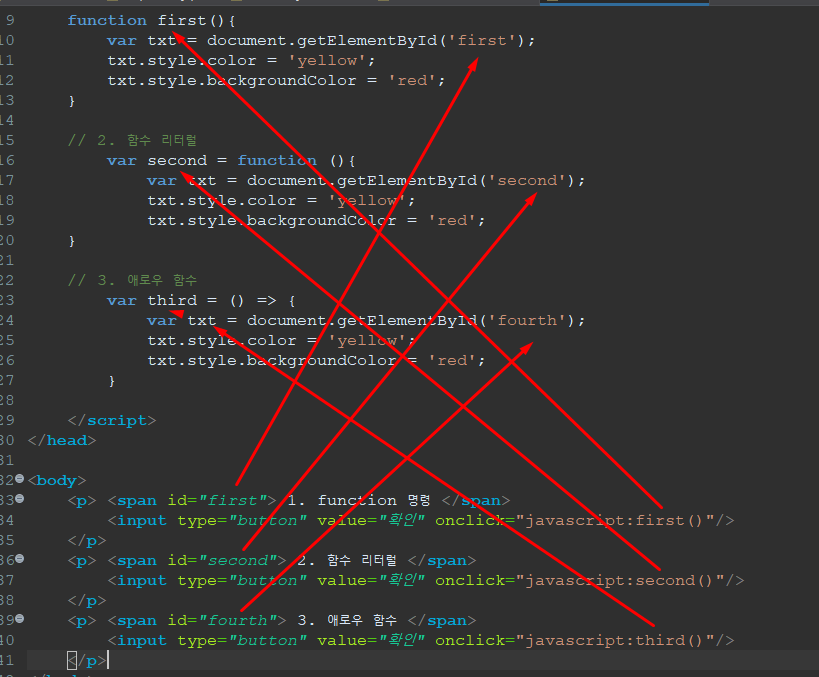 9 function first(){
10 var txt = document.getElementById('first');
11 txt.style.color = 'yellow';
12 txt.style.backgroundColor = 'red';
13 }
14
15 // 2. 함수 리터럴
16 var second = function (){
17 var txt = document.getElementById('second');
18 txt.style.color = 'yellow';
19 txt.style.backgroundColor = 'red';
20 }
21
22 // 3. 애로우 함수
23 var third = () => {
24 var txt = document.getElementById('fourth');
25 txt.style.color = 'yellow';
26 txt.style.backgroundColor = 'red';
27 }
28
29 </script>
30 </head>
31
32 <body>
33 <p> <span id="first"> 1. function 명령 </span>
34 <input type="button" value="확인" onclick="javascript:first()"/>
35 </p>
36 <p> <span id="second"> 2. 함수 리터럴 </span>
37 <input type="button" value="확인" onclick="javascript:second()"/>
38 </p>
39 <p> <span id="fourth"> 3. 애로우 함수 </span>
40 <input type="button" value="확인" onclick="javascript:third()"/>
41 </p>